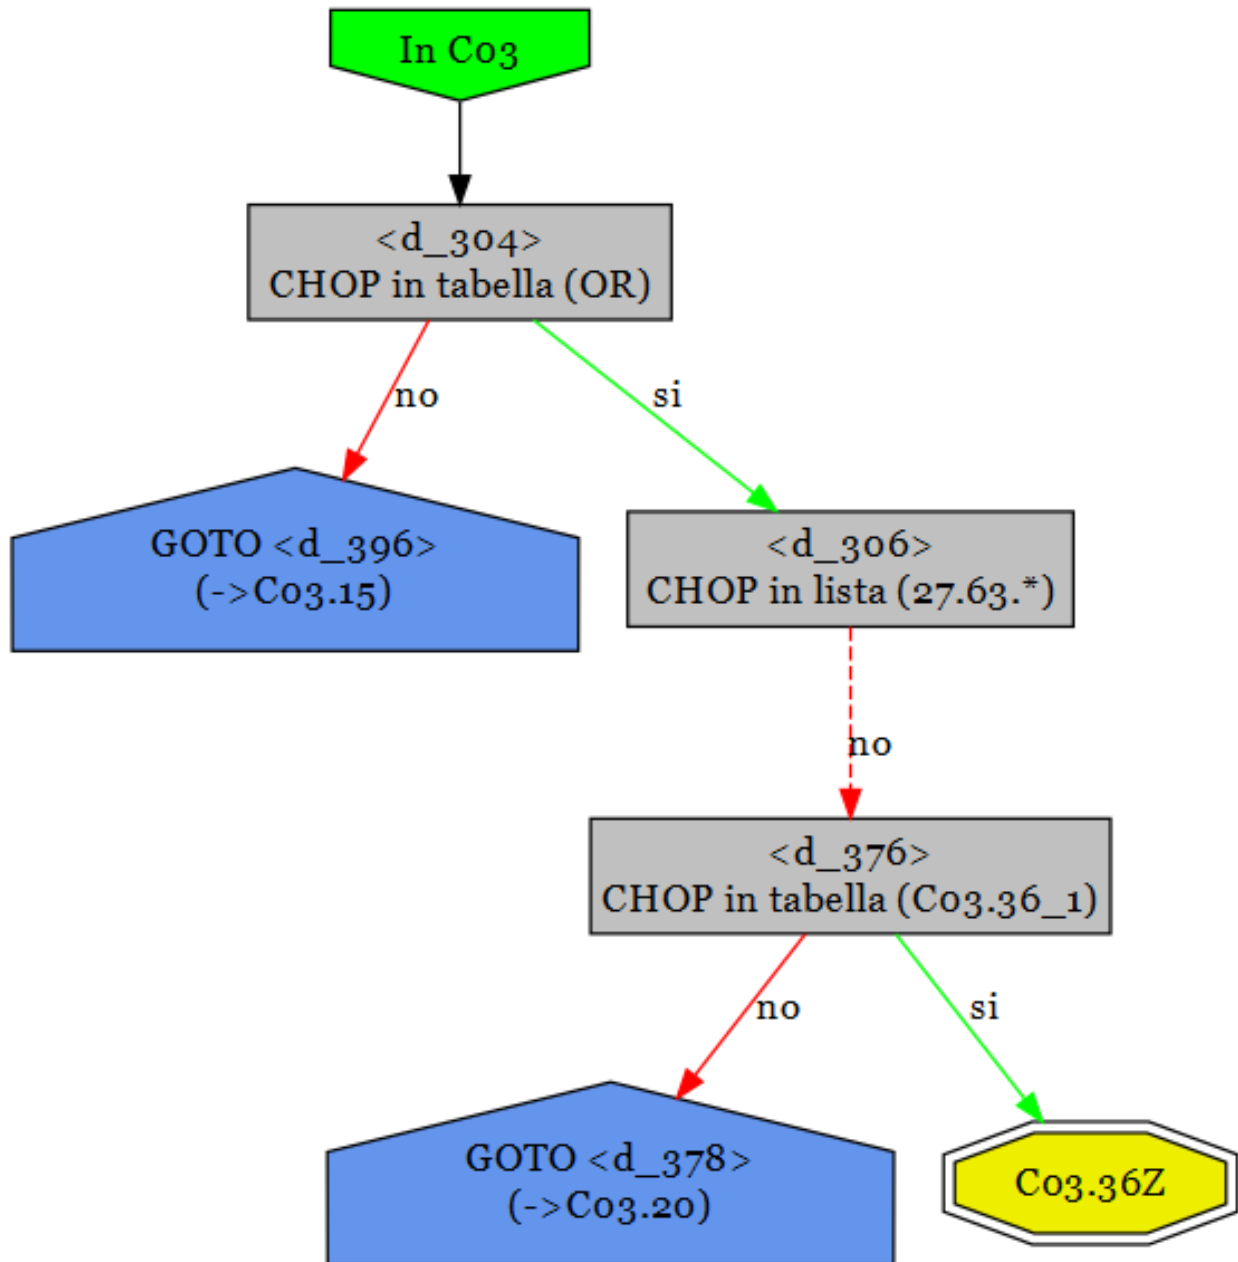 In C03
<d_304>
CHOP in tabella (OR)
no
si
GOTO <d_396>
(->C03.15)
<d_306>
CHOP in lista (27.63.*)
no
<d_376>
CHOP in tabella (C03.36_1)
no
si
GOTO <d_378>
(->C03.20)
C03.36Z